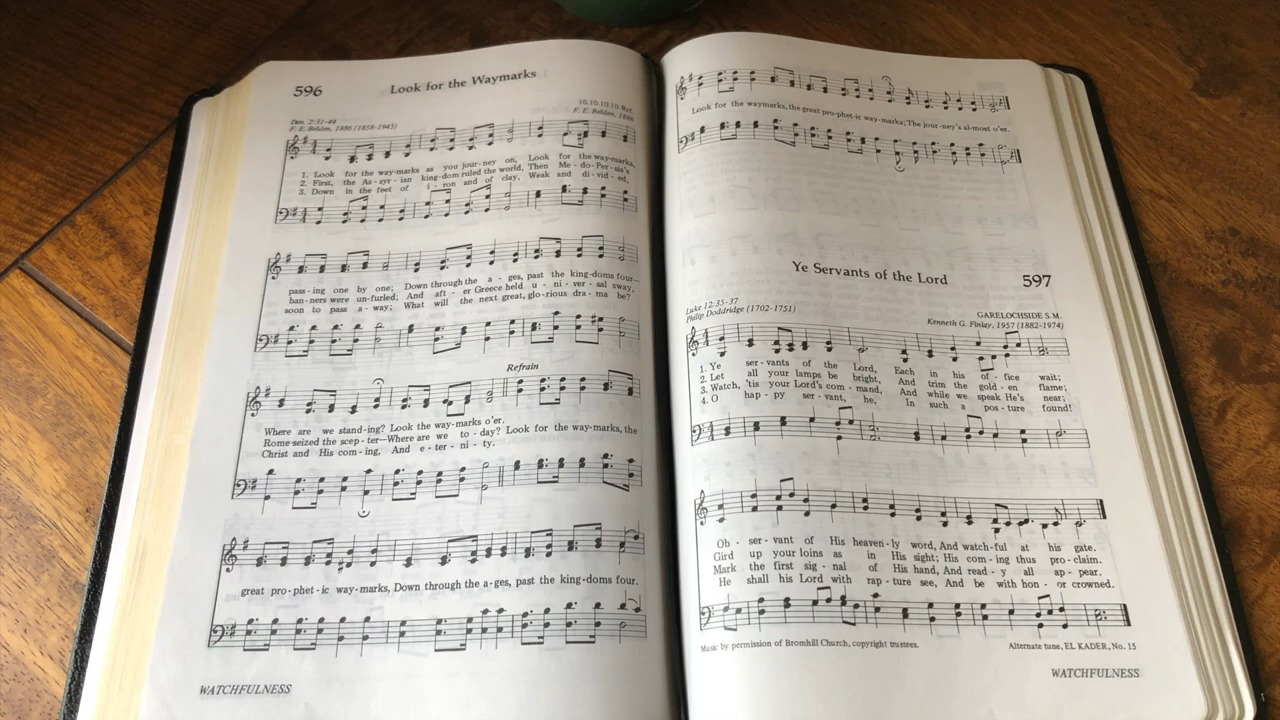 596
Look for the Waymarks
10.10.10.10.Ref.
Dan. 2:31-44
F. E. Belden, 1886 (1858-1945)
F. E. Belden, 1886
1. Look for the way-marks as you jour-ney on, Look for the way-marks,
2. First, the As-syr-ian king-dom ruled the world, Then Me-do-Per-sia's
3. Down in the feet of i-ron and of clay, Weak and di-vid-ed,
pass-ing one by one; Down through the a-ges, past the king-doms four—
ban-ners were un-furled; And aft-er Greece held u-ni-ver-sal sway,
soon to pass a-way; What will the next great, glo-rious dra-ma be?
Refrain
Where are we stand-ing? Look the way-marks o'er.
Rome seized the scep-ter—Where are we to-day? Look for the way-marks, the
Christ and His com-ing, And e-ter-ni-ty.
great pro-phet-ic way-marks, Down through the a-ges, past the king-doms four.
WATCHFULNESS
Look for the waymarks, the great pro-phet-ic way-marks; The jour-ney's al-most o'er.
Ye Servants of the Lord
597
Luke 12:35-37
Philip Doddridge (1702-1751)
GARELOCHSIDE S.M.
Kenneth G. Finlay, 1957 (1882-1974)
1. Ye ser-vants of the Lord, Each in his of-fice wait;
2. Let all your lamps be bright, And trim the gold-en flame;
3. Watch, 'tis your Lord's com-mand, And while we speak He's near;
4. O hap-py ser-vant, he, In such a pos-ture found!
Ob-ser-vant of His heaven-ly word, And watch-ful at his gate.
Gird up your loins as in His sight; His com-ing thus pro-claim.
Mark the first sig-nal of His hand, And read-y all ap-pear.
He shall his Lord with rap-ture see, And be with hon-or crowned.
Music by permission of Bromhill Church, copyright trustees.
Alternate tune, EL KADER, No. 15
WATCHFULNESS